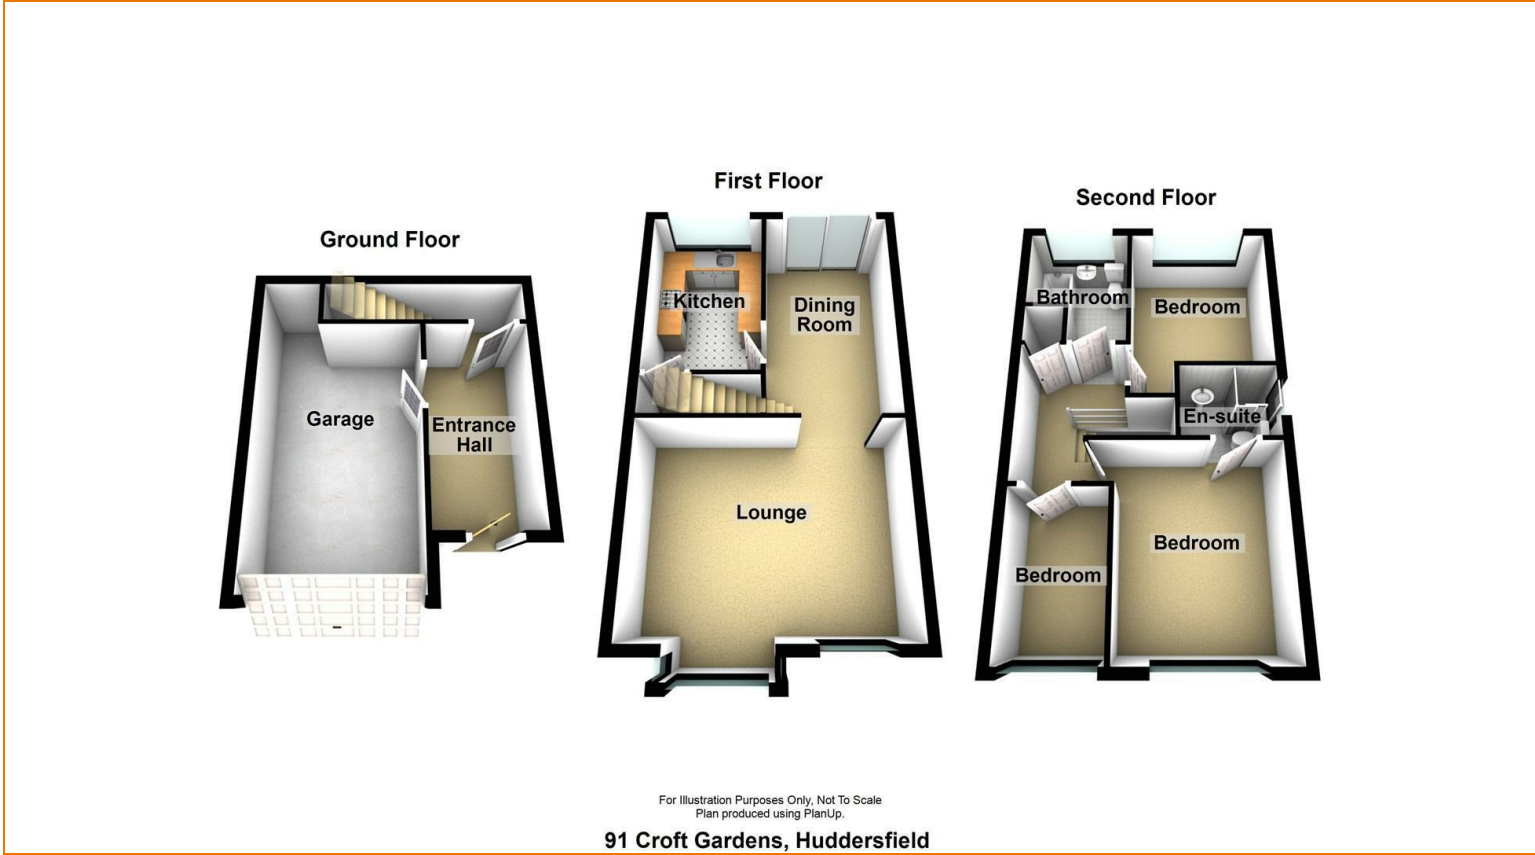 Ground Floor
Garage
Entrance
Hall
First Floor
Kitchen
Dining
Room
Lounge
Second Floor
Bathroom
Bedroom
En-suite
Bedroom
Bedroom
For Illustration Purposes Only, Not To Scale
Plan produced using PlanUp.
91 Croft Gardens, Huddersfield